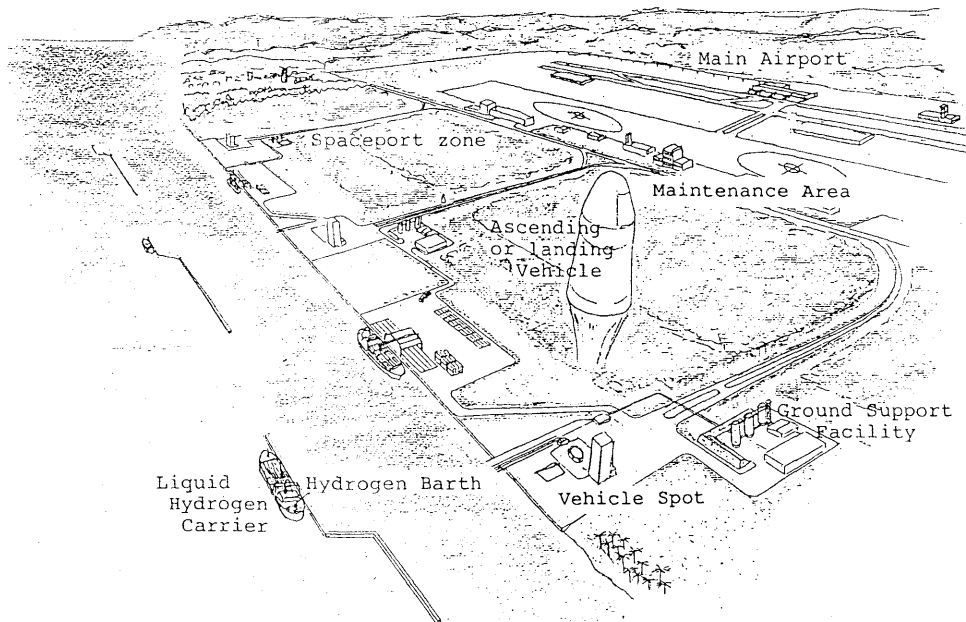 Main Airport
Spaceport zone
Maintenance Area
Ascending
or landing
Vehicle
Ground Support
Facility
Liquid
Hydrogen
Carrier
Hydrogen Barth
Vehicle Spot